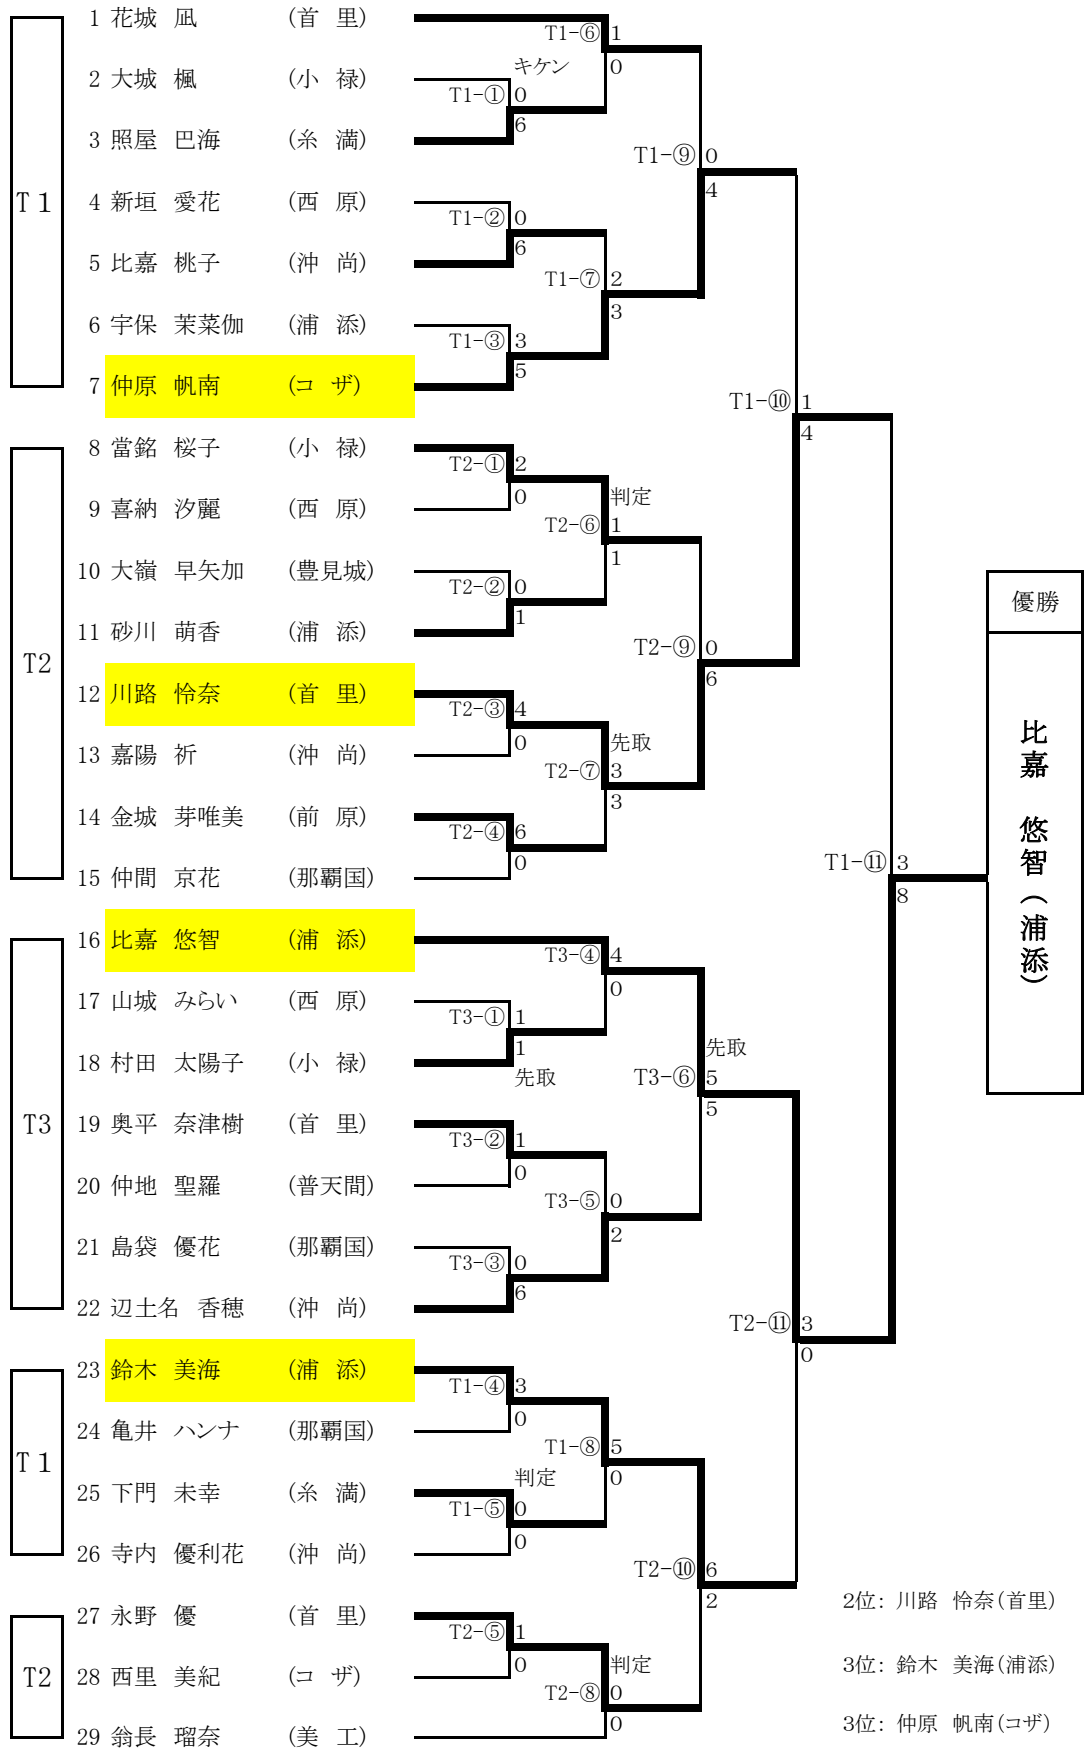 1 花城 凪 (首 里)
T1-⑥ 1
0
キケン
2 大城 楓 (小 禄)
T1-① 0
6
3 照屋 巴海 (糸 満)
T1-⑨ 0
4
T1
4 新垣 愛花 (西 原)
T1-② 0
6
5 比嘉 桃子 (沖 尚)
T1-⑦ 2
3
6 宇保 茉菜伽 (浦 添)
T1-③ 3
5
7 仲原 帆南 (コ ザ)
T1-⑩ 1
4
8 當銘 桜子 (小 禄)
T2-① 2
0
判定
9 喜納 汐麗 (西 原)
T2-⑥ 1
1
10 大嶺 早矢加 (豊見城)
T2-② 0
1
11 砂川 萌香 (浦 添)
T2-⑨ 0
6
T2
12 川路 怜奈 (首 里)
T2-③ 4
0
先取
13 嘉陽 祈 (沖 尚)
T2-⑦ 3
3
14 金城 芽唯美 (前 原)
T2-④ 6
0
15 仲間 京花 (那覇国)
T1-⑪ 3
8
優勝
比嘉 悠智(浦添)
16 比嘉 悠智 (浦 添)
T3-④ 4
0
17 山城 みらい (西 原)
T3-① 1
1
先取
18 村田 太陽子 (小 禄)
先取
T3-⑥ 5
5
T3
19 奥平 奈津樹 (首 里)
T3-② 1
0
20 仲地 聖羅 (普天間)
T3-⑤ 0
2
21 島袋 優花 (那覇国)
T3-③ 0
6
22 辺土名 香穂 (沖 尚)
T2-⑪ 3
0
23 鈴木 美海 (浦 添)
T1-④ 3
0
24 亀井 ハンナ (那覇国)
T1-⑧ 5
0
T1
判定
25 下門 未幸 (糸 満)
T1-⑤ 0
0
26 寺内 優利花 (沖 尚)
T2-⑩ 6
2
27 永野 優 (首 里)
T2-⑤ 1
0
判定
T2
28 西里 美紀 (コ ザ)
T2-⑧ 0
0
29 翁長 瑠奈 (美 工)
2位: 川路 怜奈(首里)
3位: 鈴木 美海(浦添)
3位: 仲原 帆南(コザ)